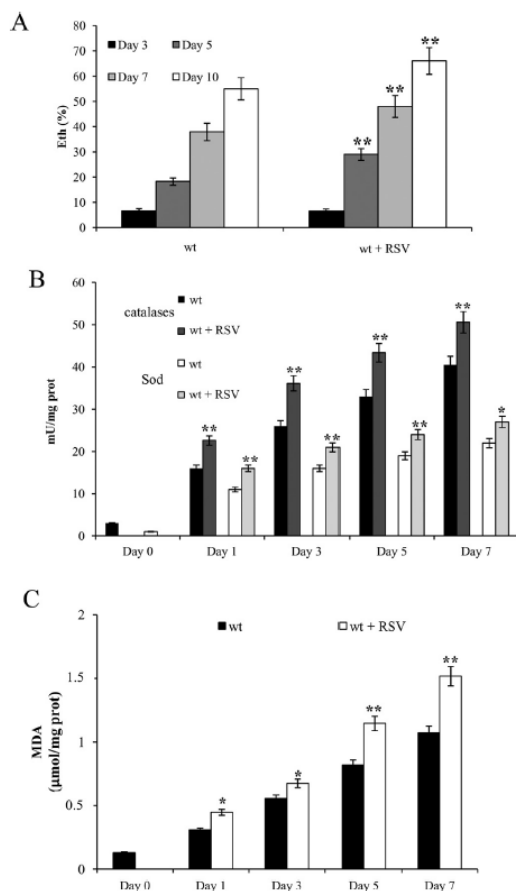 A
80
70
60
50
40
30
20
10
0
Eth (%)
Day 3 Day 5
Day 7 Day 10
** ** **
wt wt + RSV
B
60
50
40
30
20
10
0
mU/mg prot
wt
catalases
wt + RSV
wt
Sod
wt + RSV
** ** ** ** ** ** ** *
Day 0 Day 1 Day 3 Day 5 Day 7
C
2
1.5
1
0.5
0
MDA
(µmol/mg prot)
wt wt + RSV
* * ** **
Day 0 Day 1 Day 3 Day 5 Day 7